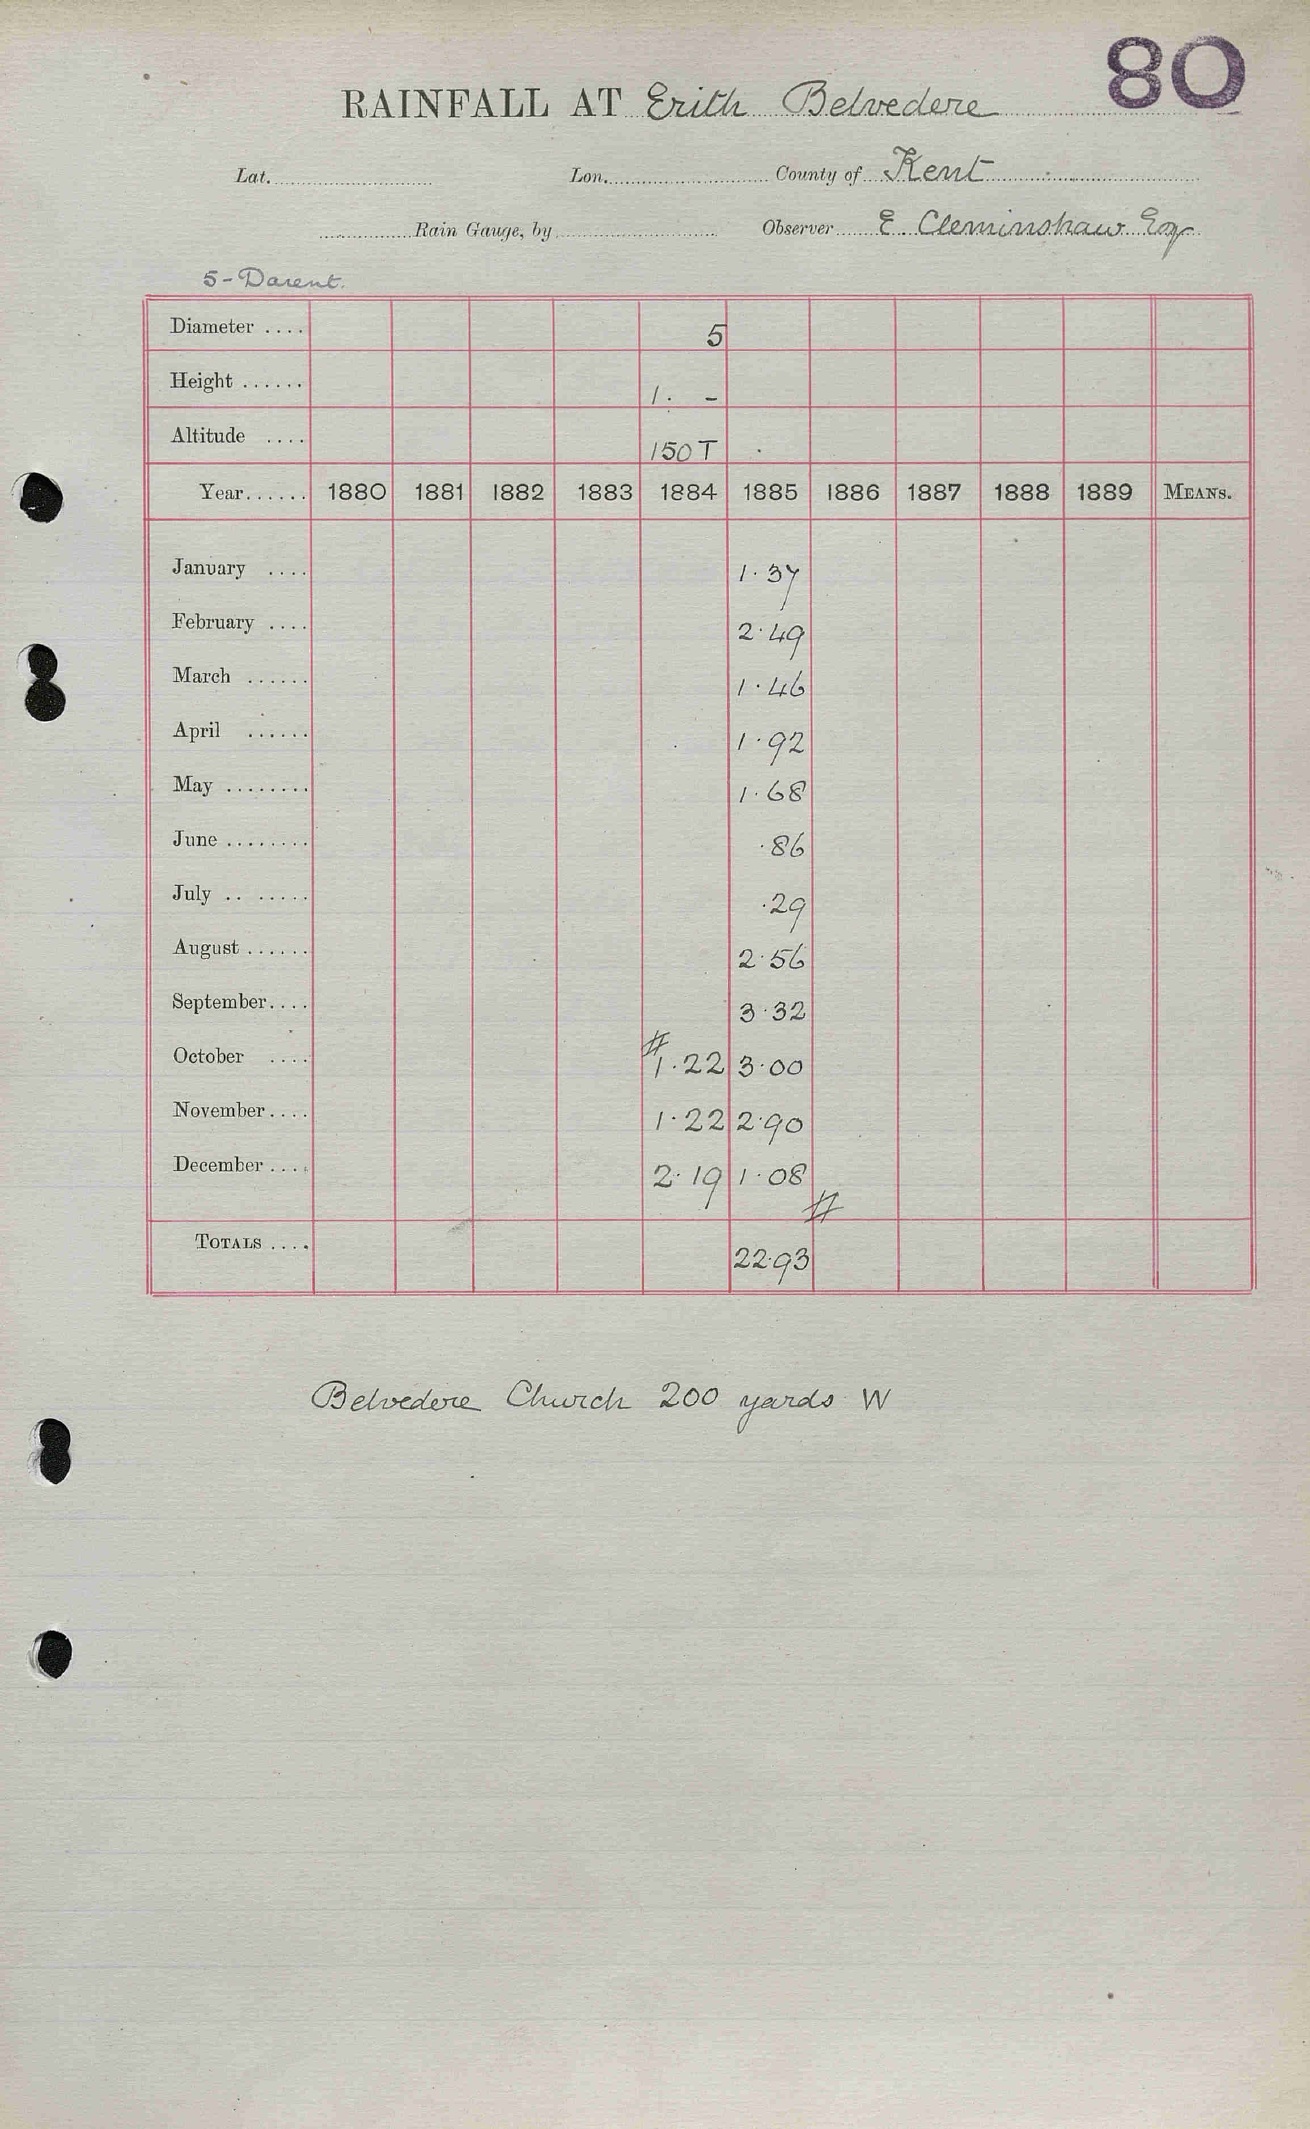 80
RAINFALL AT Erith Belvedere
Lat. Lon. County of Kent
Rain Gauge, by Observer E. Cleminshaw Esq
5 - Darent.
Diameter .... 5
Height ...... 1. -
Altitude .... 150 T
Year...... 1880 1881 1882 1883 1884 1885 1886 1887 1888 1889 MEANS.
January .... 1.37
February .... 2.49
March ...... 1.46
April ...... 1.92
May ........ 1.68
June ........ .86
July .. ..... .29
August ...... 2.56
September.... 3.32
#
October .... 1.22 3.00
November.... 1.22 2.90
December .... 2.19 1.08
#
TOTALS .... 22.93
Belvedere Church 200 yards W